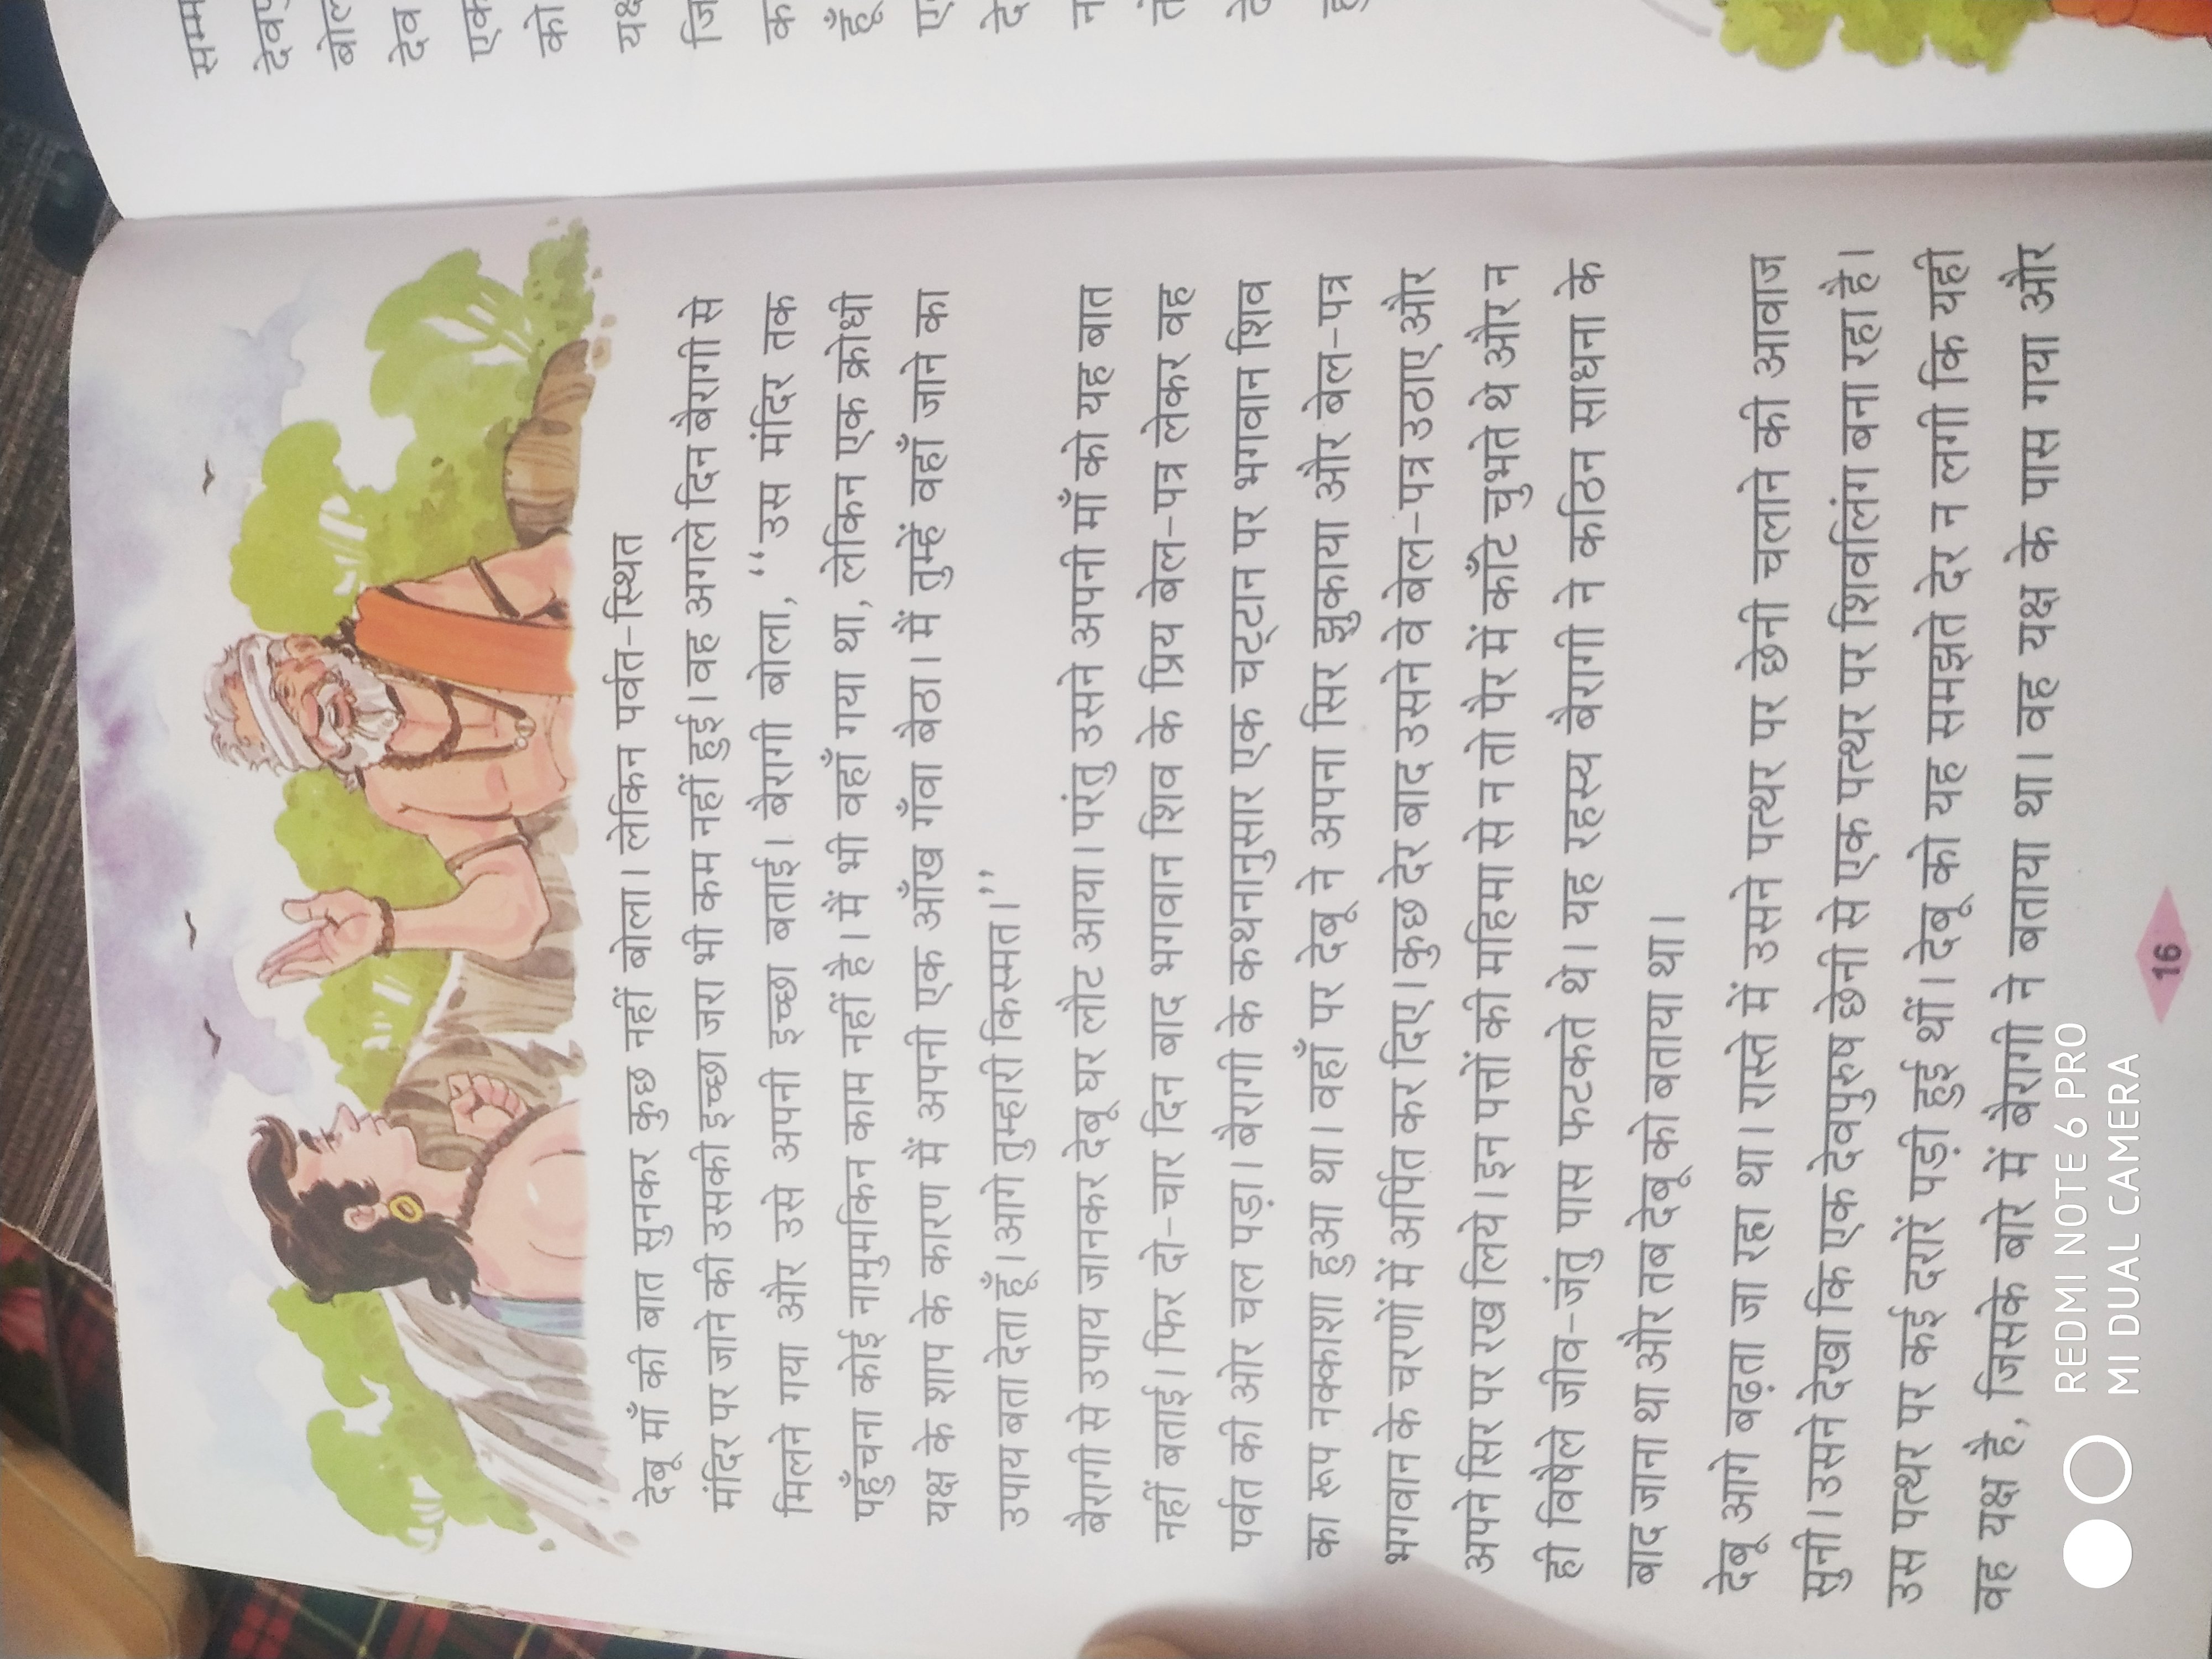 देबू माँ की बात सुनकर कुछ नहीं बोला। लेकिन पर्वत-स्थित
मंदिर पर जाने की उसकी इच्छा जरा भी कम नहीं हुई। वह अगले दिन बैरागी से
मिलने गया और उसे अपनी इच्छा बताई। बैरागी बोला, ‘‘उस मंदिर तक
पहुँचना कोई नामुमकिन काम नहीं है। मैं भी वहाँ गया था, लेकिन एक क्रोधी
यक्ष के शाप के कारण मैं अपनी एक आँख गँवा बैठा। मैं तुम्हें वहाँ जाने का
उपाय बता देता हूँ। आगे तुम्हारी किस्मत।’’
बैरागी से उपाय जानकर देबू घर लौट आया। परंतु उसने अपनी माँ को यह बात
नहीं बताई। फिर दो-चार दिन बाद भगवान शिव के प्रिय बेल-पत्र लेकर वह
पर्वत की ओर चल पड़ा। बैरागी के कथनानुसार एक चट्टान पर भगवान शिव
का रूप नक्काशा हुआ था। वहाँ पर देबू ने अपना सिर झुकाया और बेल-पत्र
भगवान के चरणों में अर्पित कर दिए। कुछ देर बाद उसने वे बेल-पत्र उठाए और
अपने सिर पर रख लिये। इन पत्तों की महिमा से न तो पैर में काँटे चुभते थे और न
ही विषैले जीव-जंतु पास फटकते थे। यह रहस्य बैरागी ने कठिन साधना के
बाद जाना था और तब देबू को बताया था।
देबू आगे बढ़ता जा रहा था। रास्ते में उसने पत्थर पर छेनी चलाने की आवाज
सुनी। उसने देखा कि एक देवपुरुष छेनी से एक पत्थर पर शिवलिंग बना रहा है।
उस पत्थर पर कई दरारें पड़ी हुई थीं। देबू को यह समझते देर न लगी कि यही
वह यक्ष है, जिसके बारे में बैरागी ने बताया था। वह यक्ष के पास गया और
REDMI NOTE 6 PRO
MI DUAL CAMERA
16
देव
एक
को